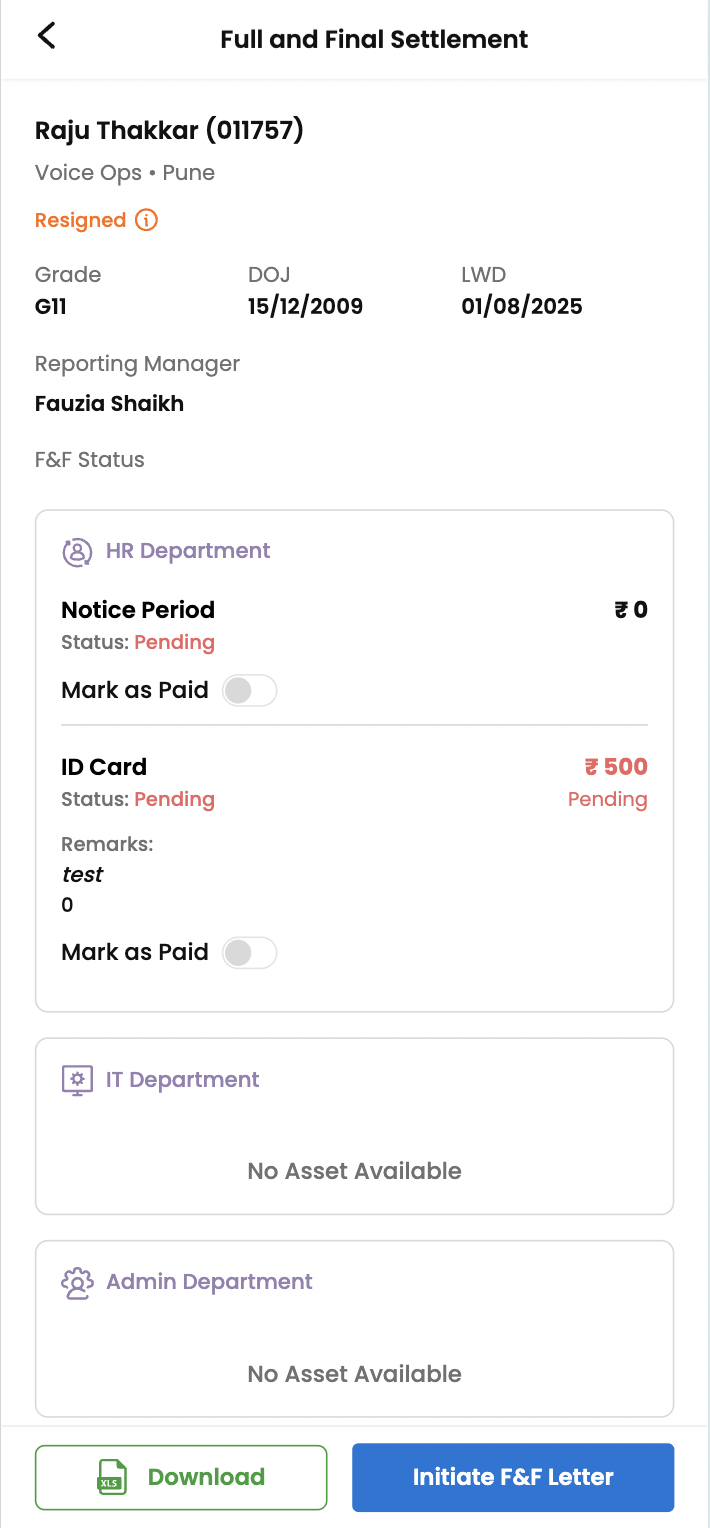 Full and Final Settlement
Raju Thakkar (011757)
Voice Ops • Pune
Resigned
Grade DOJ LWD
G11 15/12/2009 01/08/2025
Reporting Manager
Fauzia Shaikh
F&F Status
HR Department
Notice Period ₹ 0
Status: Pending
Mark as Paid
ID Card ₹ 500
Status: Pending Pending
Remarks:
test
0
Mark as Paid
IT Department
No Asset Available
Admin Department
No Asset Available
XLS Download Initiate F&F Letter